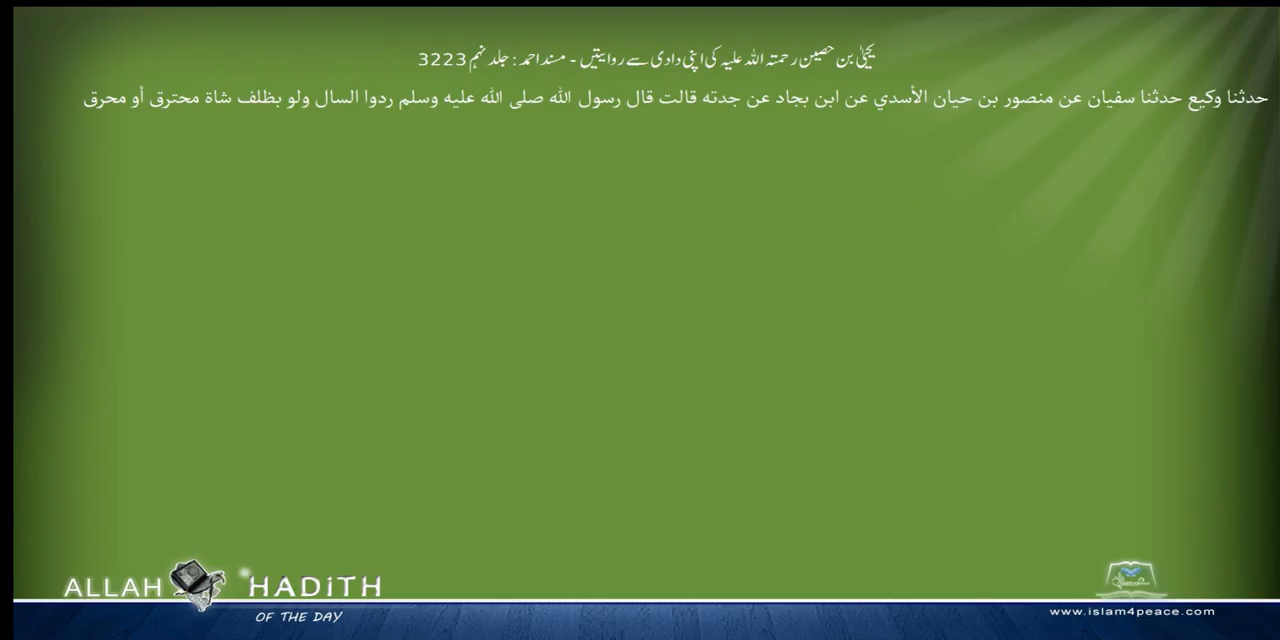 یحییٰ بن حصین رحمتہ اللہ علیہ کی اپنی دادی سے روایتیں - مسند احمد : جلد نہم 3223
حدثنا وكيع حدثنا سفيان عن منصور بن حيان الأسدي عن ابن بجاد عن جدته قالت قال رسول الله صلى الله عليه وسلم ردوا السال ولو بظلف شاة محترق أو محرق
ALLAH HADiTH
OF THE DAY
www.islam4peace.com